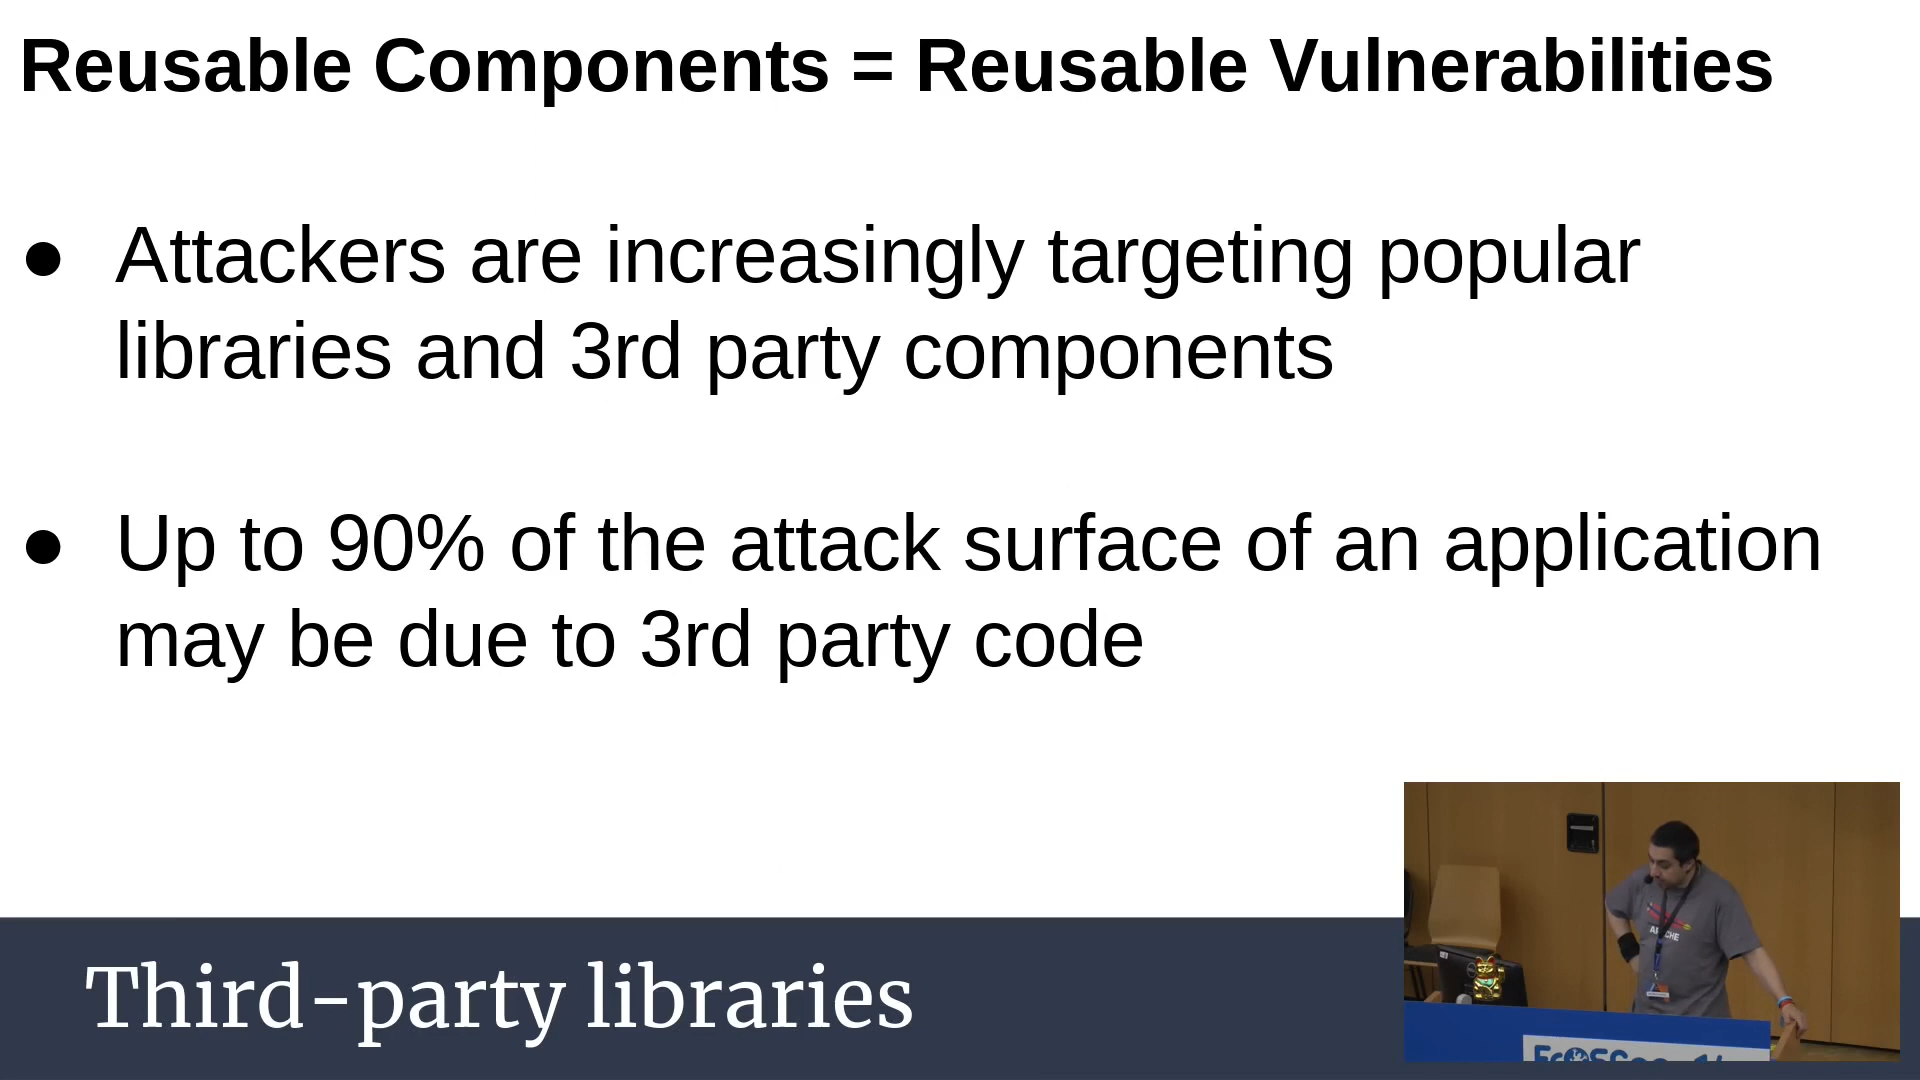 Reusable Components = Reusable Vulnerabilities
● Attackers are increasingly targeting popular
libraries and 3rd party components
● Up to 90% of the attack surface of an application
may be due to 3rd party code
Third-party libraries